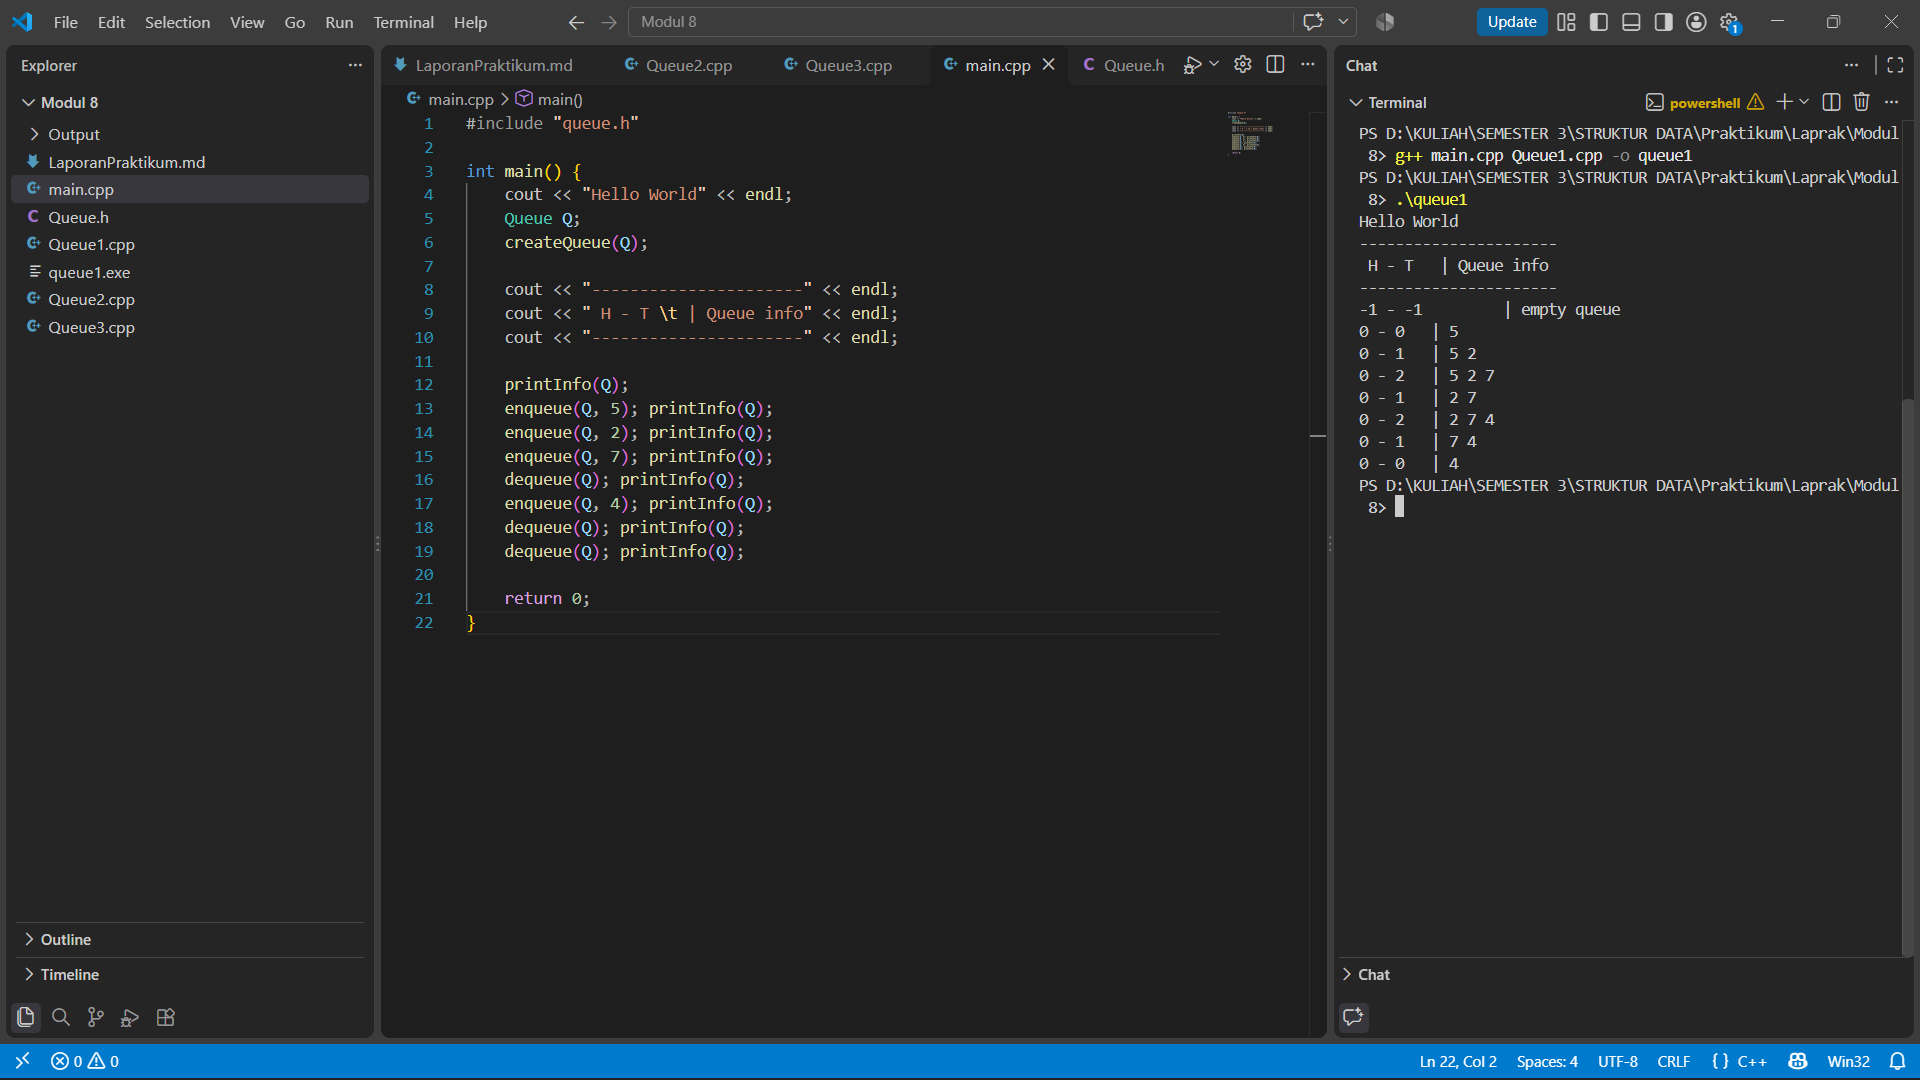 File Edit Selection View Go Run Terminal Help
Modul 8
Update
1
Explorer
Modul 8
Output
LaporanPraktikum.md
main.cpp
Queue.h
Queue1.cpp
queue1.exe
Queue2.cpp
Queue3.cpp
Outline
Timeline
LaporanPraktikum.md Queue2.cpp Queue3.cpp main.cpp Queue.h
main.cpp > main()
1 #include "queue.h"
2
3 int main() {
4 cout << "Hello World" << endl;
5 Queue Q;
6 createQueue(Q);
7
8 cout << "----------------------" << endl;
9 cout << " H - T \t | Queue info" << endl;
10 cout << "----------------------" << endl;
11
12 printInfo(Q);
13 enqueue(Q, 5); printInfo(Q);
14 enqueue(Q, 2); printInfo(Q);
15 enqueue(Q, 7); printInfo(Q);
16 dequeue(Q); printInfo(Q);
17 enqueue(Q, 4); printInfo(Q);
18 dequeue(Q); printInfo(Q);
19 dequeue(Q); printInfo(Q);
20
21 return 0;
22 }
Chat
Terminal
powershell
PS D:\KULIAH\SEMESTER 3\STRUKTUR DATA\Praktikum\Laprak\Modul
8> g++ main.cpp Queue1.cpp -o queue1
PS D:\KULIAH\SEMESTER 3\STRUKTUR DATA\Praktikum\Laprak\Modul
8> .\queue1
Hello World
----------------------
H - T | Queue info
----------------------
-1 - -1 | empty queue
0 - 0 | 5
0 - 1 | 5 2
0 - 2 | 5 2 7
0 - 1 | 2 7
0 - 2 | 2 7 4
0 - 1 | 7 4
0 - 0 | 4
PS D:\KULIAH\SEMESTER 3\STRUKTUR DATA\Praktikum\Laprak\Modul
8>
Chat
0 0
Ln 22, Col 2 Spaces: 4 UTF-8 CRLF {} C++ Win32